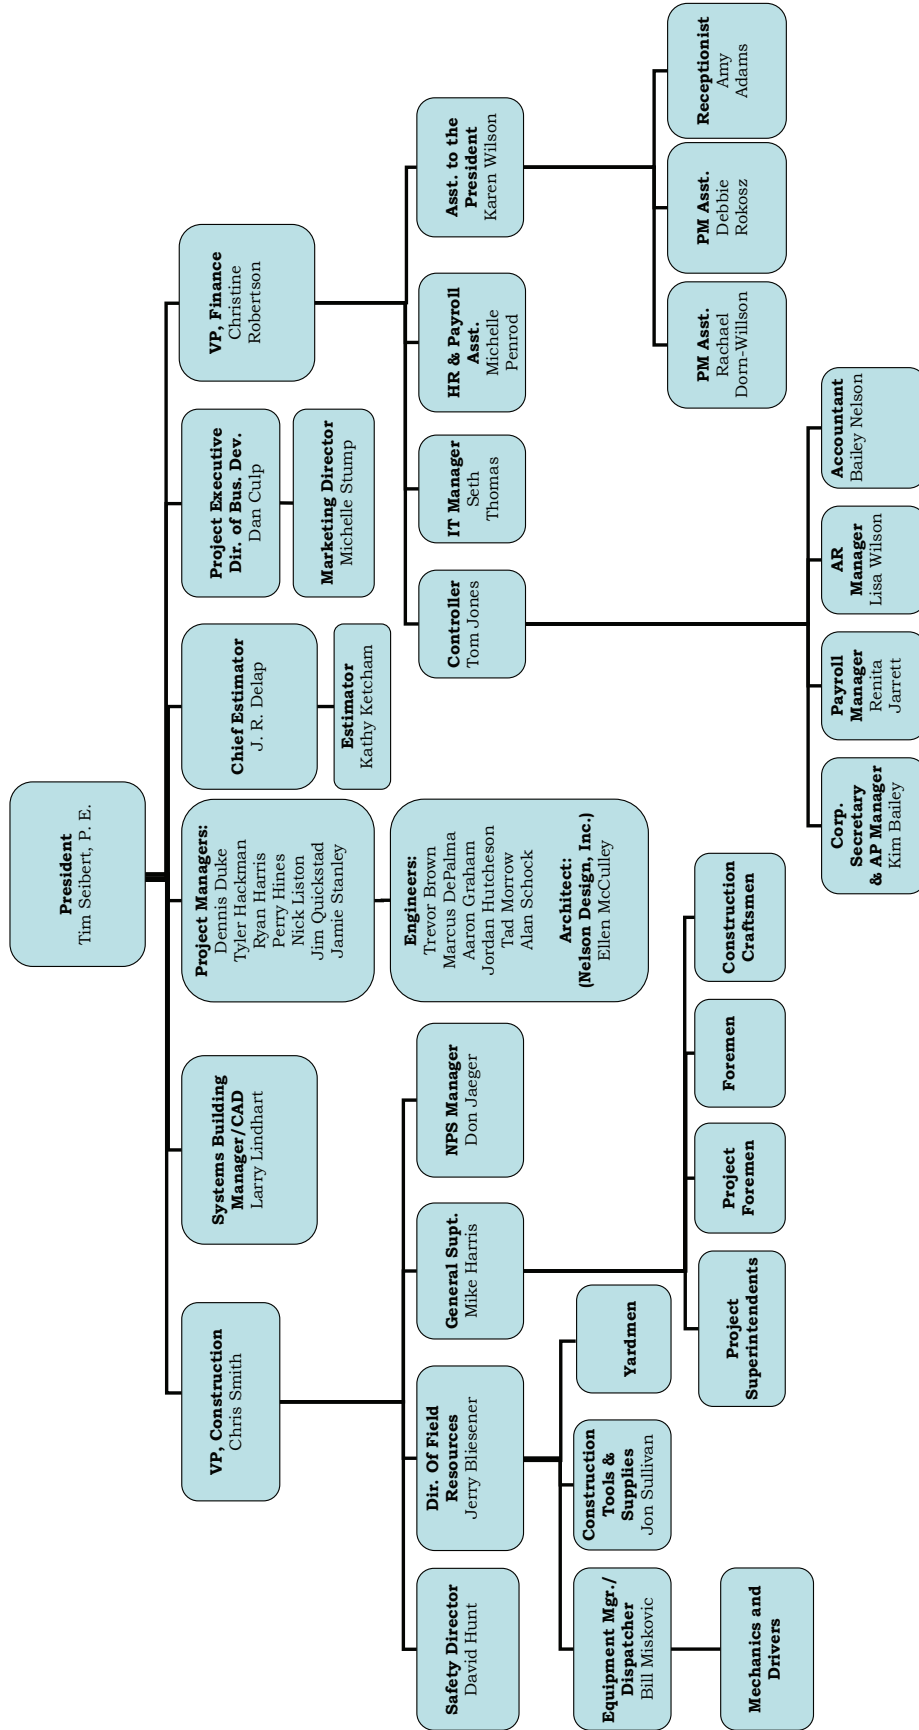 President
Tim Seibert, P. E.
VP, Construction
Chris Smith
Systems Building
Manager/CAD
Larry Lindhart
Project Managers:
Dennis Duke
Tyler Hackman
Ryan Harris
Perry Hines
Nick Liston
Jim Quickstad
Jamie Stanley
Chief Estimator
J. R. Delap
Project Executive
Dir. of Bus. Dev.
Dan Culp
VP, Finance
Christine
Robertson
Engineers:
Trevor Brown
Marcus DePalma
Aaron Graham
Jordan Hutcheson
Tad Morrow
Alan Schock
Architect:
(Nelson Design, Inc.)
Ellen McCulley
Estimator
Kathy Ketcham
Marketing Director
Michelle Stump
Safety Director
David Hunt
Dir. Of Field
Resources
Jerry Bliesener
General Supt.
Mike Harris
NPS Manager
Don Jaeger
Controller
Tom Jones
IT Manager
Seth
Thomas
HR & Payroll
Asst.
Michelle
Penrod
Asst. to the
President
Karen Wilson
Equipment Mgr./
Dispatcher
Bill Miskovic
Construction
Tools &
Supplies
Jon Sullivan
Yardmen
Mechanics and
Drivers
Project
Superintendents
Project
Foremen
Foremen
Construction
Craftsmen
PM Asst.
Rachael
Dorn-Willson
PM Asst.
Debbie
Rokosz
Receptionist
Amy
Adams
Corp.
Secretary
& AP Manager
Kim Bailey
Payroll
Manager
Renita
Jarrett
AR
Manager
Lisa Wilson
Accountant
Bailey Nelson